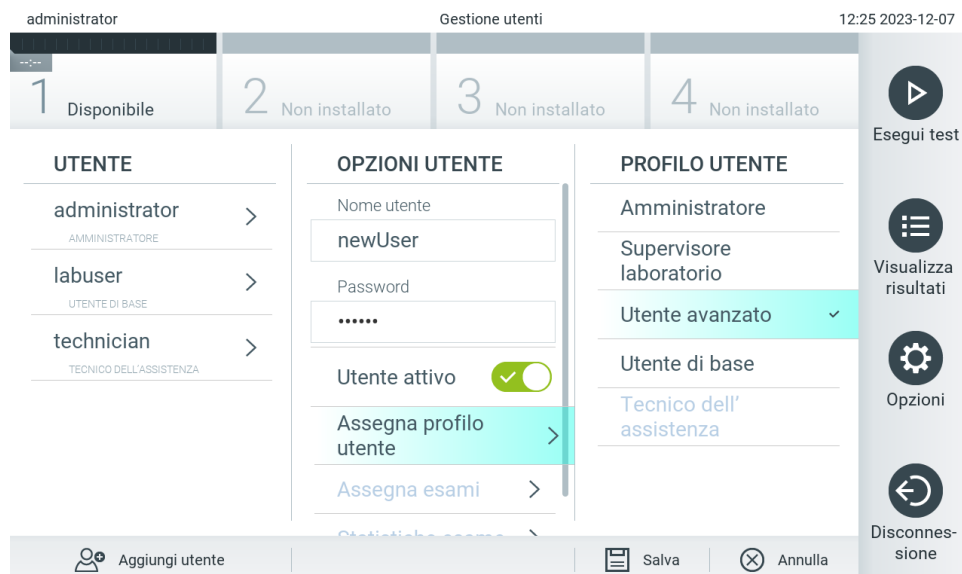 administrator
Gestione utenti
12:25 2023-12-07
--:--
1 Disponibile
2 Non installato
3 Non installato
4 Non installato
Esegui test
Visualizza
risultati
Opzioni
Disconnes-
sione
UTENTE
administrator
AMMINISTRATORE
labuser
UTENTE DI BASE
technician
TECNICO DELL'ASSISTENZA
OPZIONI UTENTE
Nome utente
newUser
Password
••••••
Utente attivo
Assegna profilo
utente
Assegna esami
Statistiche esame
PROFILO UTENTE
Amministratore
Supervisore
laboratorio
Utente avanzato
Utente di base
Tecnico dell’
assistenza
Aggiungi utente
Salva
Annulla